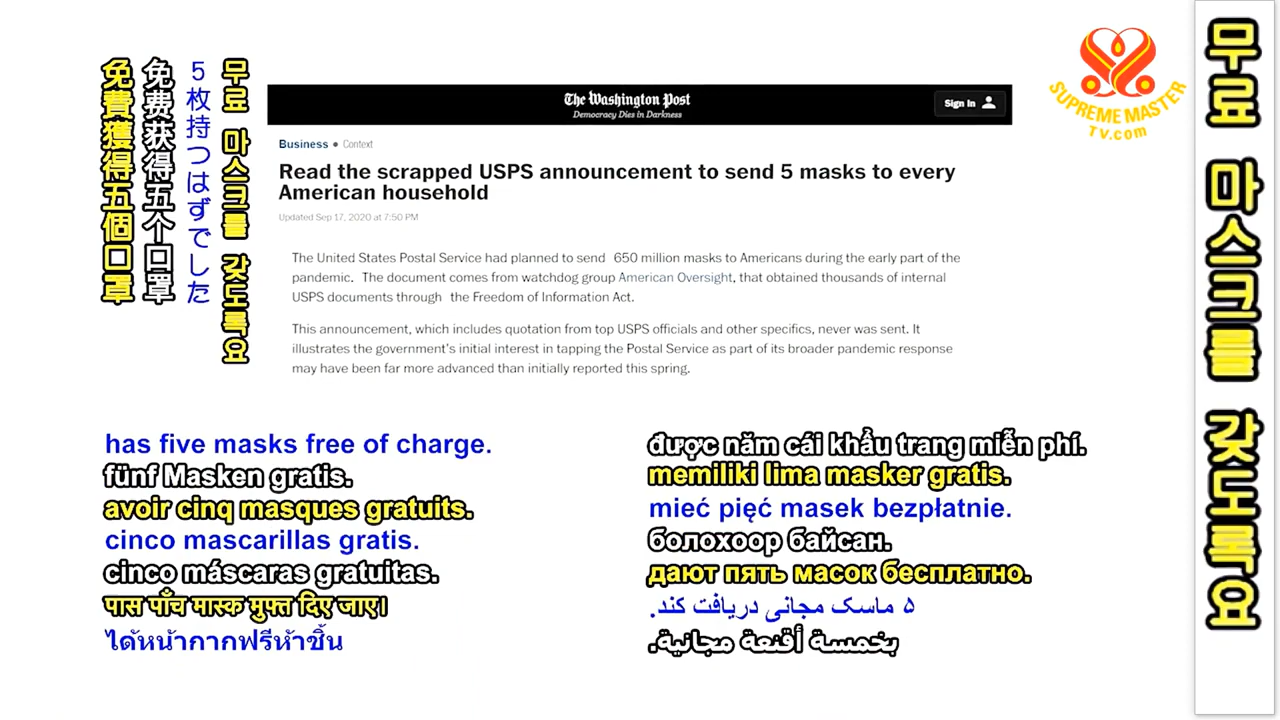 免費獲得五個口罩
免费获得五个口罩
5枚持つはずでした
무료 마스크를 갖도록요
The Washington Post
Democracy Dies in Darkness
Sign In
Business • Context
Read the scrapped USPS announcement to send 5 masks to every
American household
Updated Sep 17, 2020 at 7:50 PM
The United States Postal Service had planned to send 650 million masks to Americans during the early part of the
pandemic. The document comes from watchdog group American Oversight, that obtained thousands of internal
USPS documents through the Freedom of Information Act.
This announcement, which includes quotation from top USPS officials and other specifics, never was sent. It
illustrates the government's initial interest in tapping the Postal Service as part of its broader pandemic response
may have been far more advanced than initially reported this spring.
has five masks free of charge.
fünf Masken gratis.
avoir cinq masques gratuits.
cinco mascarillas gratis.
cinco máscaras gratuitas.
पास पाँच मास्क मुफ़्त दिए जाए।
ได้หน้ากากฟรีห้าชิ้น
được năm cái khẩu trang miễn phí.
memiliki lima masker gratis.
mieć pięć masek bezpłatnie.
болохоор байсан.
дают пять масок бесплатно.
۵ ماسک مجانی دریافت کند.
بخمسة أقنعة مجانية.
SUPREME MASTER
TV.com
무료 마스크를 갖도록요